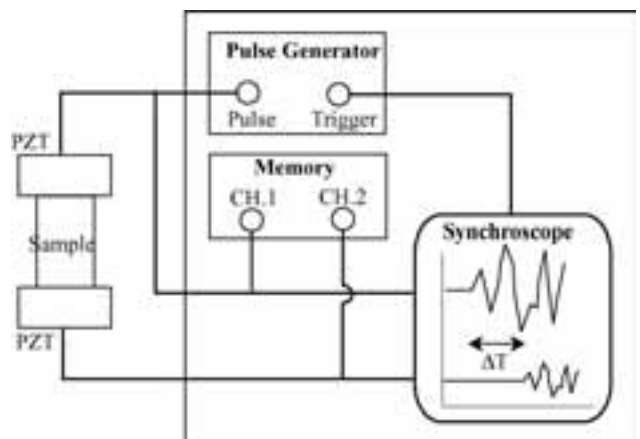 Pulse Generator
Pulse
Trigger
PZT
Memory
CH.1
CH.2
Sample
Synchroscope
PZT
ΔT